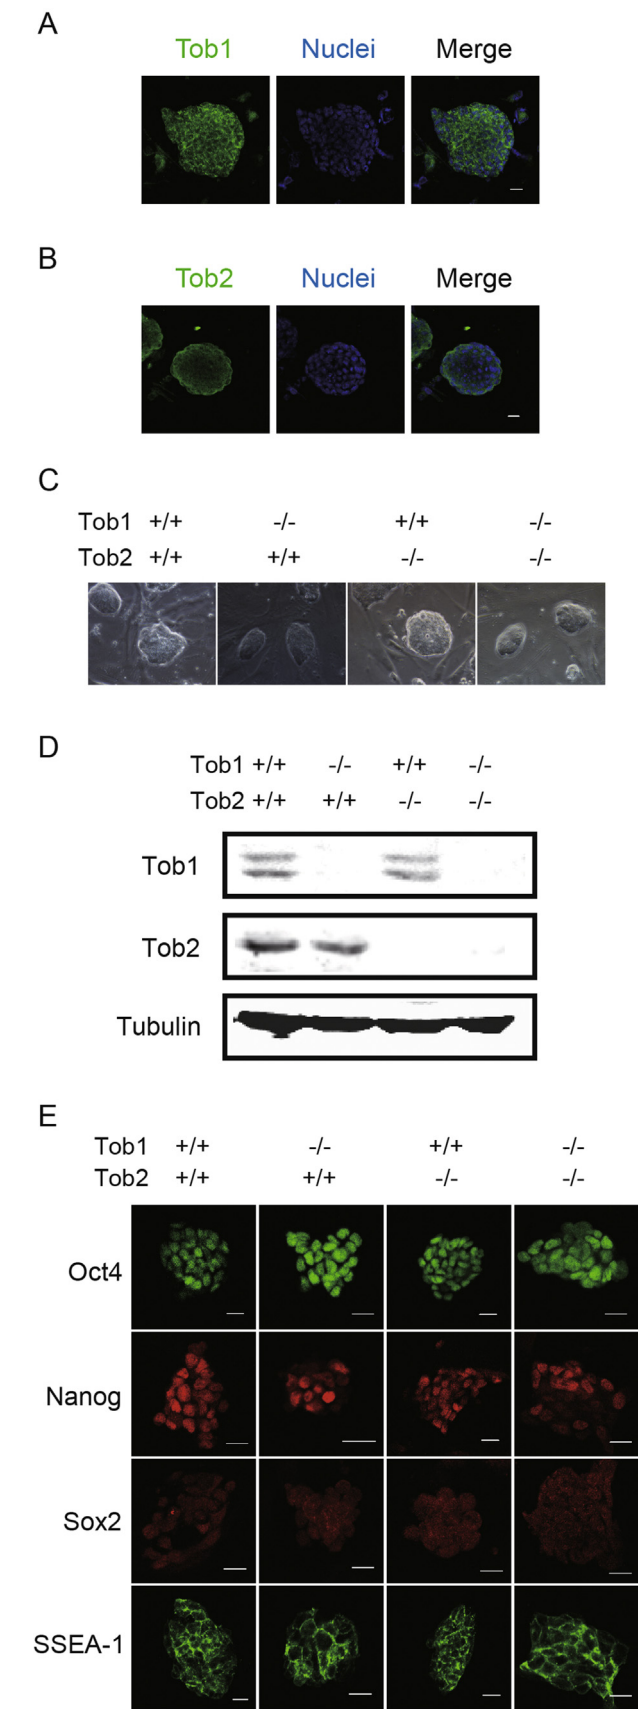 A
Tob1 Nuclei Merge
B
Tob2 Nuclei Merge
C
Tob1 +/+ -/- +/+ -/-
Tob2 +/+ +/+ -/- -/-
D
Tob1 +/+ -/- +/+ -/-
Tob2 +/+ +/+ -/- -/-
Tob1
Tob2
Tubulin
E
Tob1 +/+ -/- +/+ -/-
Tob2 +/+ +/+ -/- -/-
Oct4
Nanog
Sox2
SSEA-1